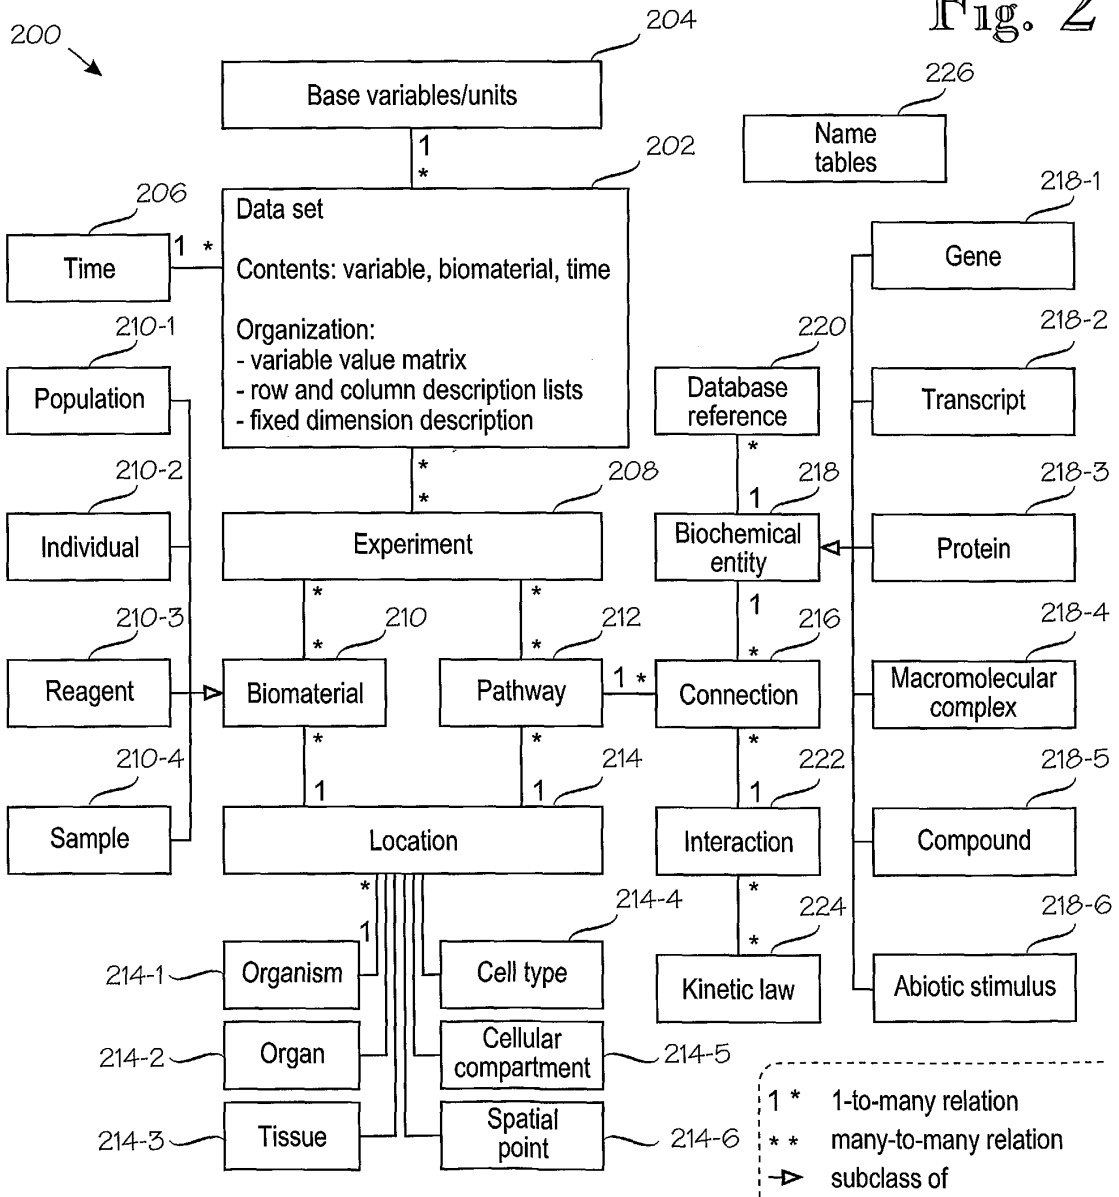 Fig. 2
200
204
Base variables/units
1
*
226
Name
tables
202
Data set
Contents: variable, biomaterial, time
Organization:
- variable value matrix
- row and column description lists
- fixed dimension description
206
Time
1 *
210-1
Population
210-2
Individual
210-3
Reagent
210-4
Sample
*
*
208
Experiment
*
*
210
Biomaterial
*
*
212
Pathway
1 *
*
1
*
1
214
Location
*
1
214-1
Organism
214-2
Organ
214-3
Tissue
214-4
Cell type
Cellular
compartment
214-5
Spatial
point
214-6
220
Database
reference
*
1
218
Biochemical
entity
1
*
216
Connection
*
1
222
Interaction
*
*
224
Kinetic law
218-1
Gene
218-2
Transcript
218-3
Protein
218-4
Macromolecular
complex
218-5
Compound
218-6
Abiotic stimulus
1 * 1-to-many relation
* * many-to-many relation
subclass of